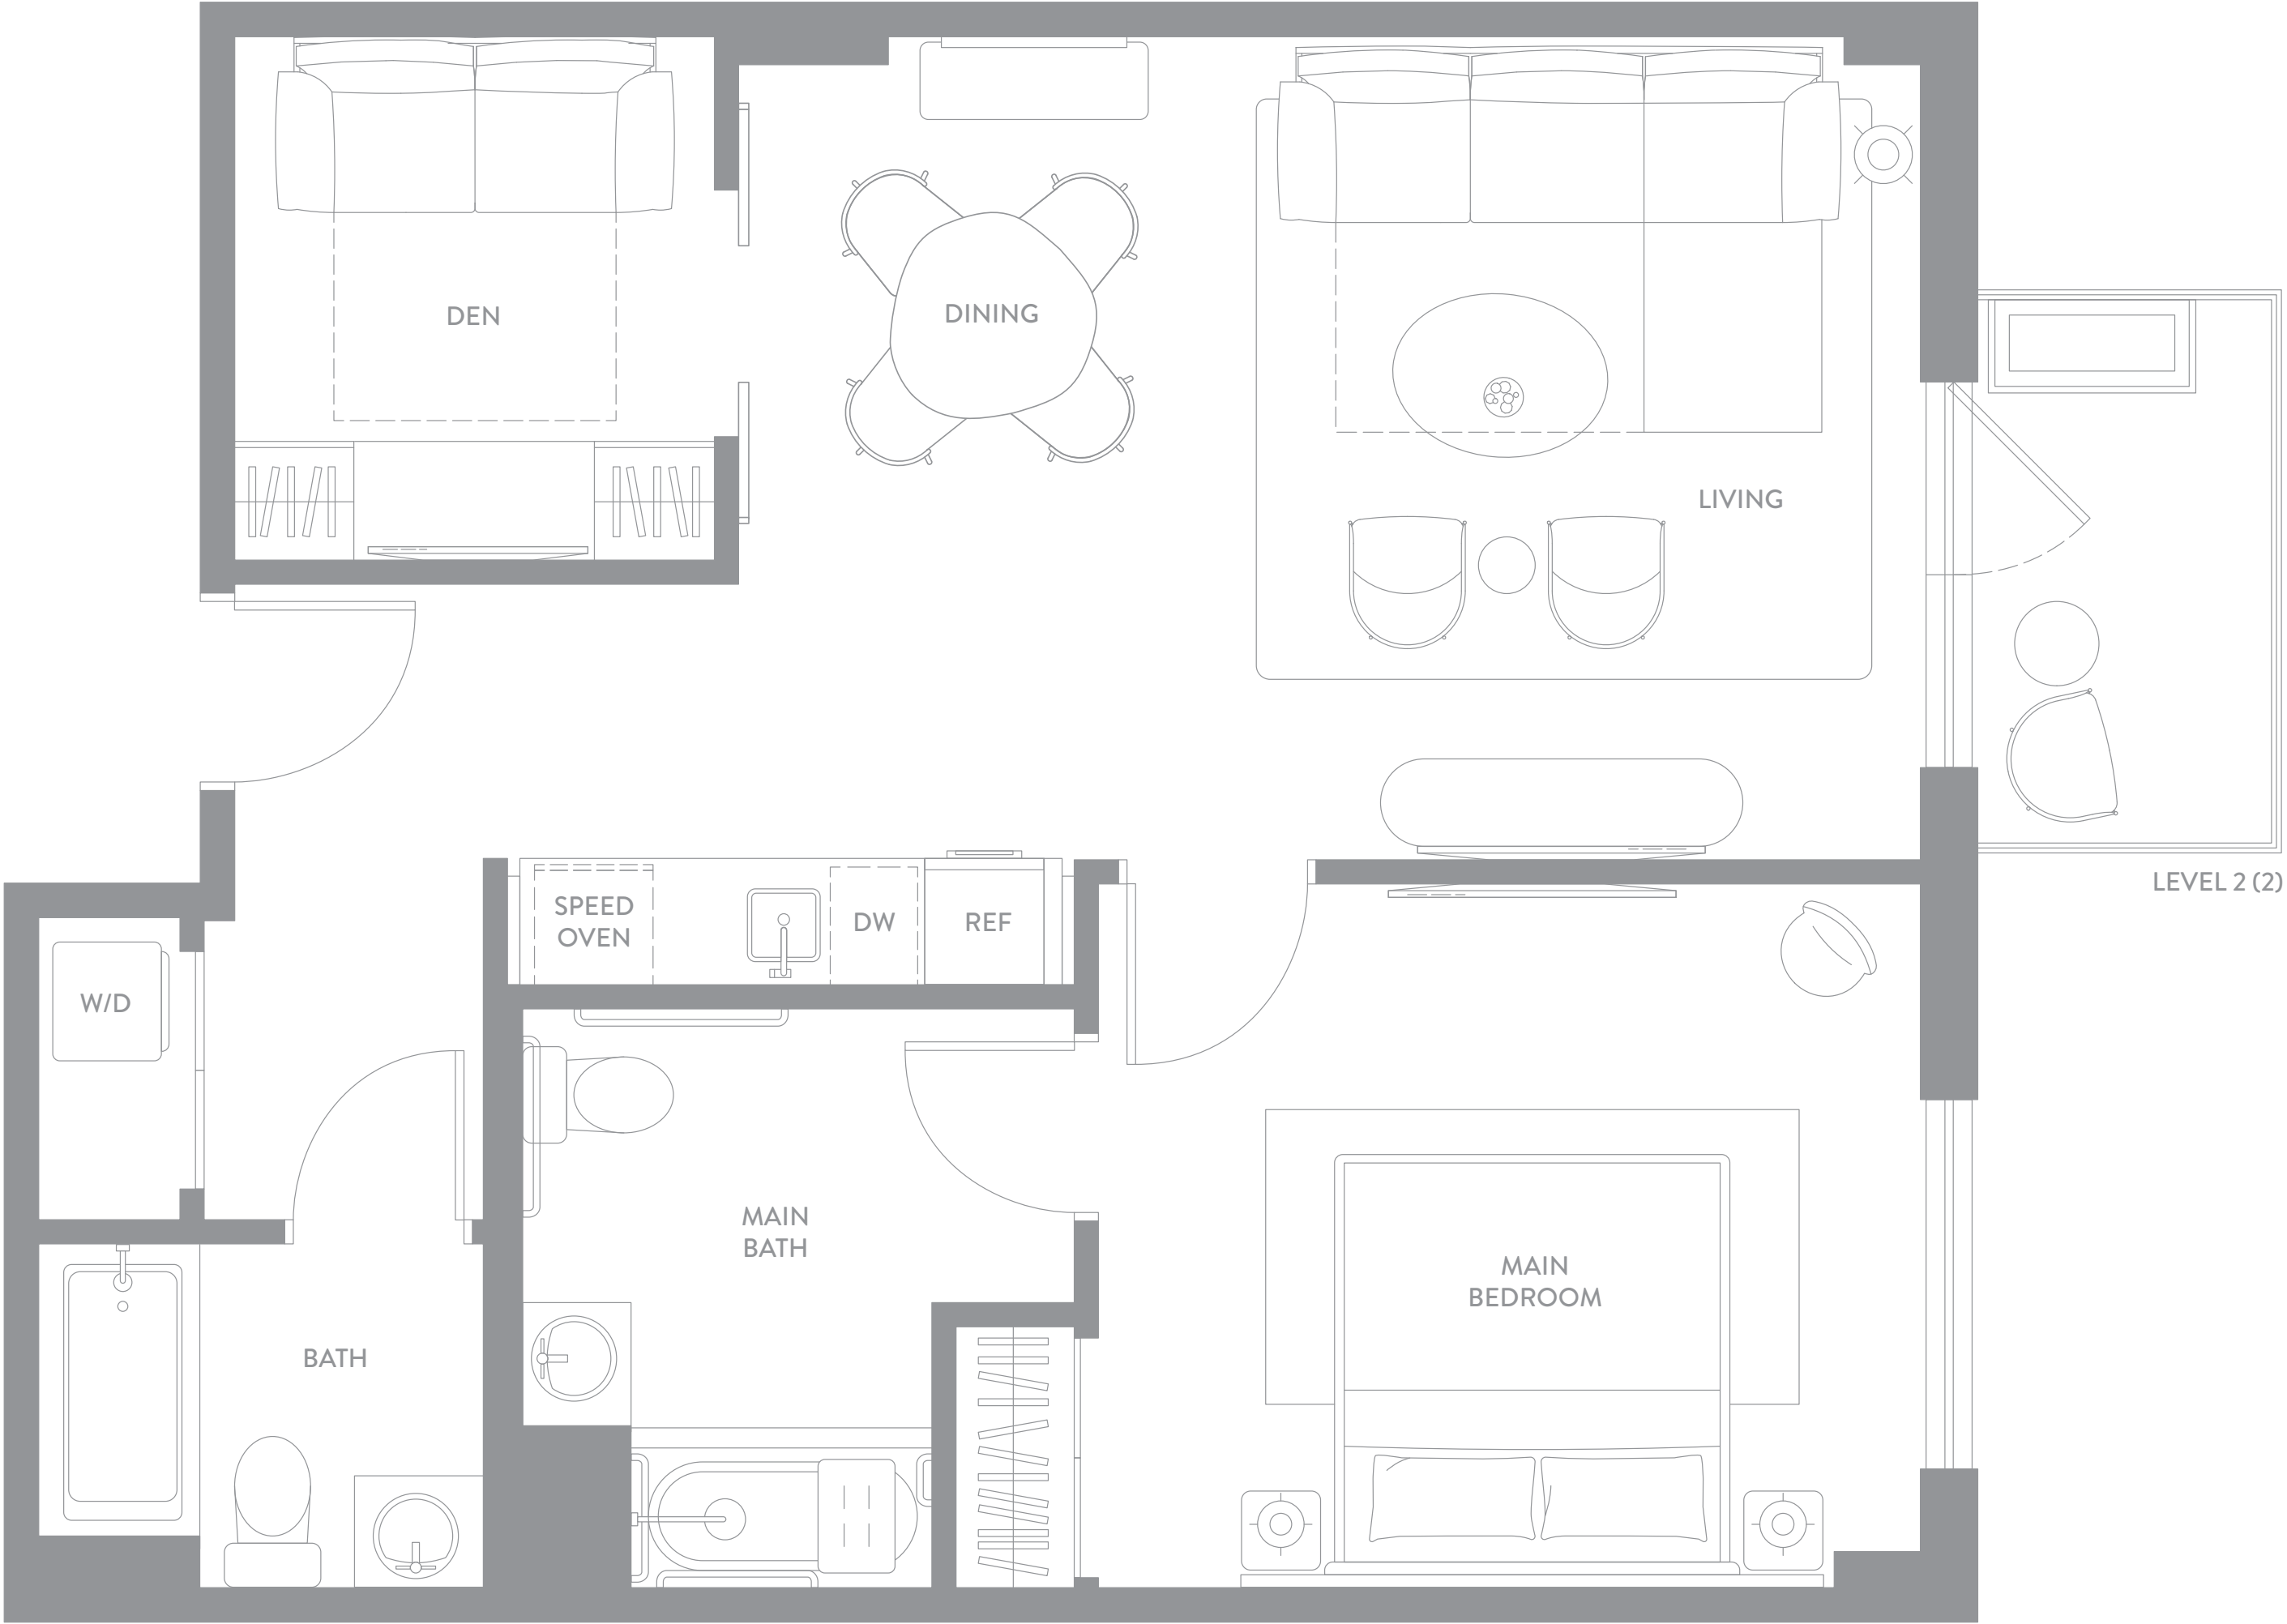 DEN
DINING
LIVING
SPEED
OVEN
DW
REF
LEVEL 2 (2)
W/D
MAIN
BATH
MAIN
BEDROOM
BATH